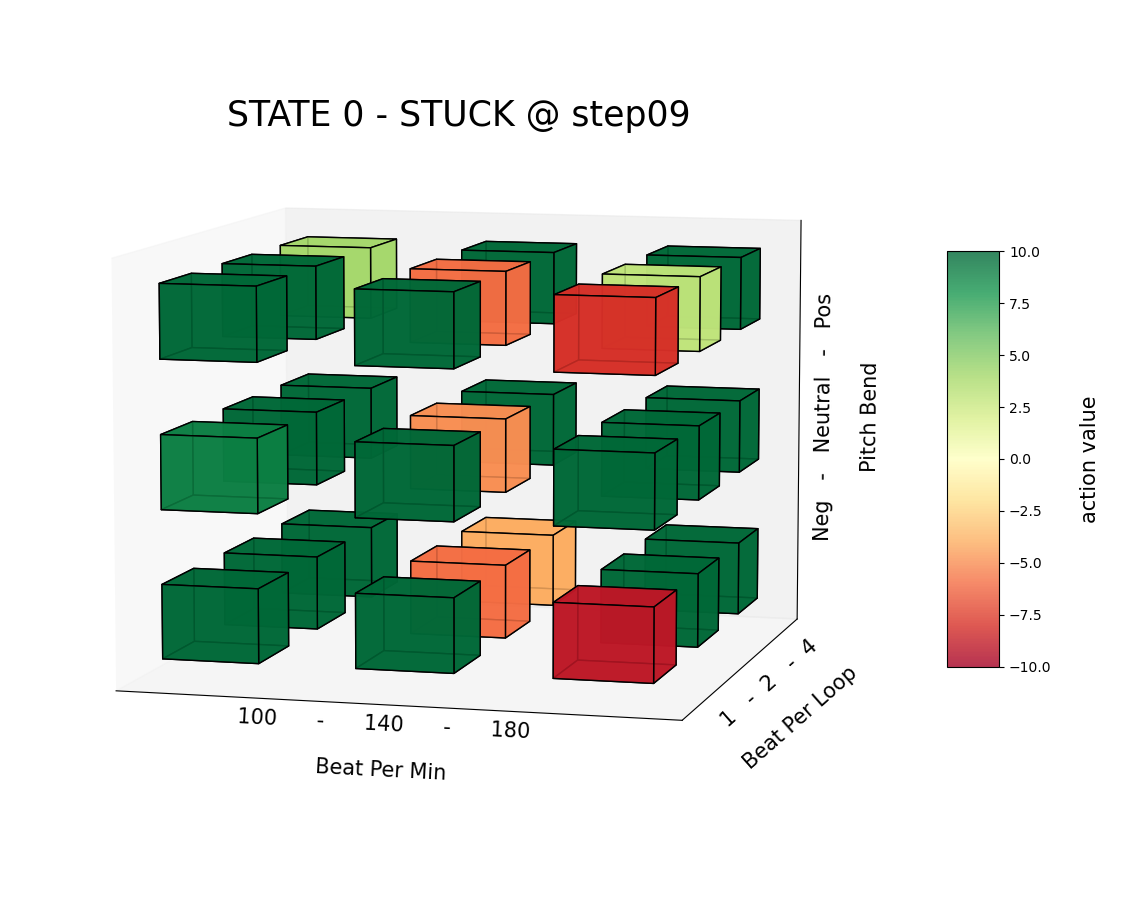 STATE 0 - STUCK @ step09
Neg - Neutral - Pos
Pitch Bend
100 - 140 - 180
Beat Per Min
1 - 2 - 4
Beat Per Loop
10.0
7.5
5.0
2.5
0.0
−2.5
−5.0
−7.5
−10.0
action value